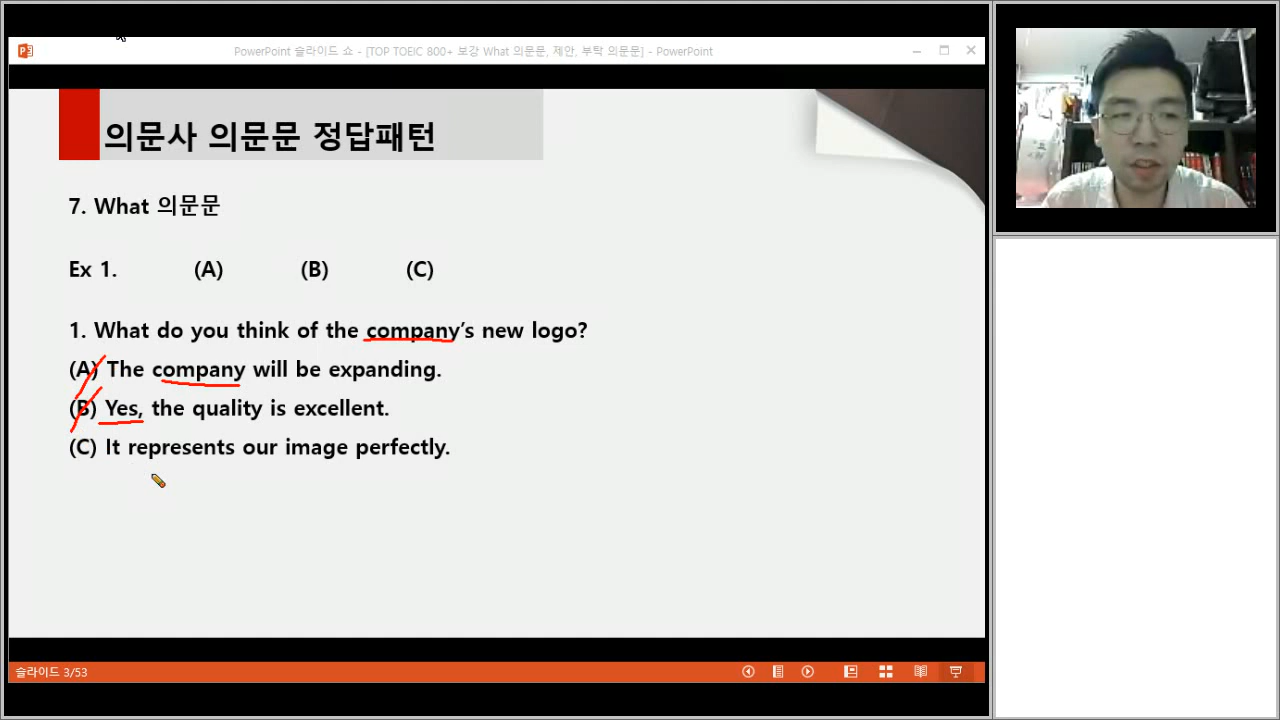 PowerPoint 슬라이드 쇼 - [TOP TOEIC 800+ 보강 What 의문문, 제안, 부탁 의문문] - PowerPoint
의문사 의문문 정답패턴
7. What 의문문
Ex 1. (A) (B) (C)
1. What do you think of the company's new logo?
(A) The company will be expanding.
(B) Yes, the quality is excellent.
(C) It represents our image perfectly.
슬라이드 3/53